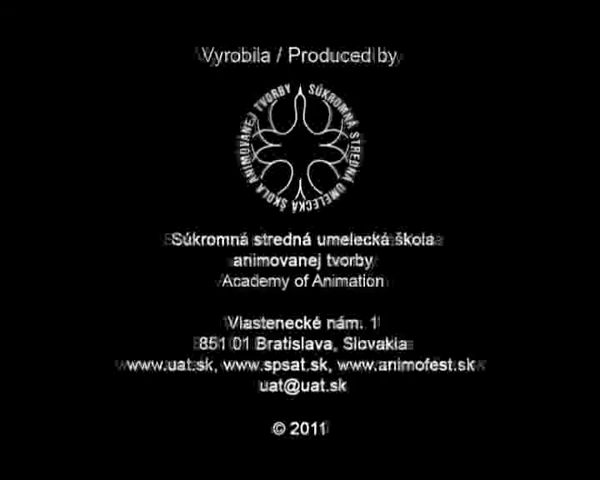 Vyrobila / Produced by
SÚKROMNÁ STREDNÁ UMELECKÁ ŠKOLA ANIMOVANEJ TVORBY
Súkromná stredná umelecká škola
animovanej tvorby
Academy of Animation
Vlastenecké nám. 1
851 01 Bratislava, Slovakia
www.uat.sk, www.spsat.sk, www.animofest.sk
uat@uat.sk
© 2011